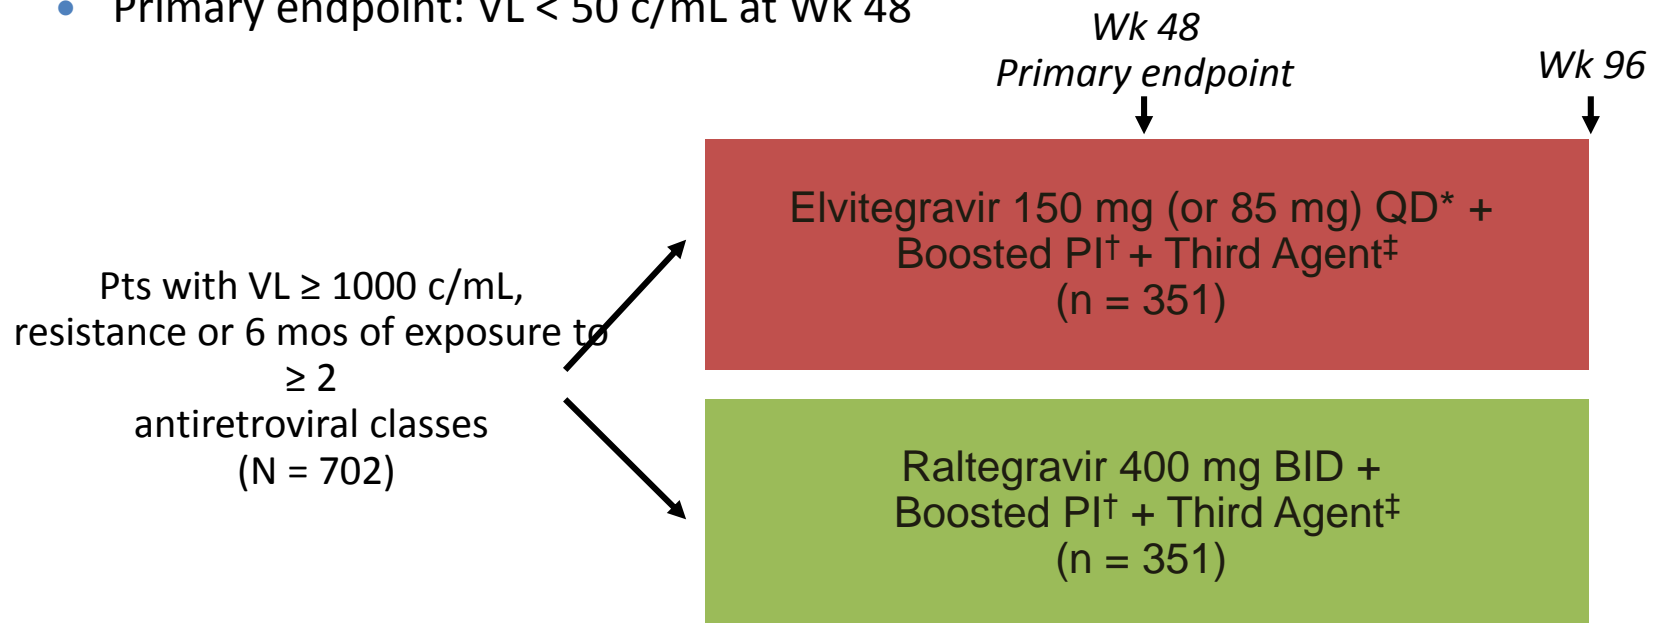 • Primary endpoint: VL < 50 c/mL at Wk 48
Wk 48
Primary endpoint
Wk 96
Pts with VL ≥ 1000 c/mL,
resistance or 6 mos of exposure to
≥ 2
antiretroviral classes
(N = 702)
Elvitegravir 150 mg (or 85 mg) QD* +
Boosted PI† + Third Agent‡
(n = 351)
Raltegravir 400 mg BID +
Boosted PI† + Third Agent‡
(n = 351)